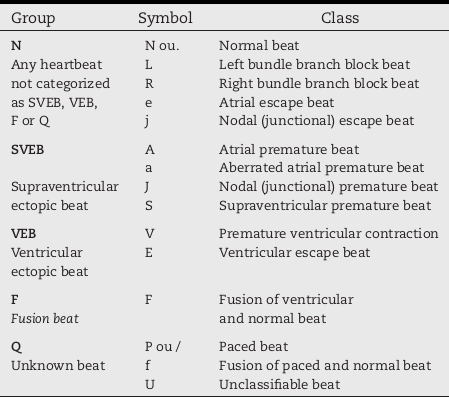 Group Symbol Class
N N ou. Normal beat
Any heartbeat L Left bundle branch block beat
not categorized R Right bundle branch block beat
as SVEB, VEB, e Atrial escape beat
F or Q j Nodal (junctional) escape beat
SVEB A Atrial premature beat
a Aberrated atrial premature beat
Supraventricular J Nodal (junctional) premature beat
ectopic beat S Supraventricular premature beat
VEB V Premature ventricular contraction
Ventricular E Ventricular escape beat
ectopic beat
F F Fusion of ventricular
Fusion beat and normal beat
Q P ou / Paced beat
Unknown beat f Fusion of paced and normal beat
U Unclassifiable beat